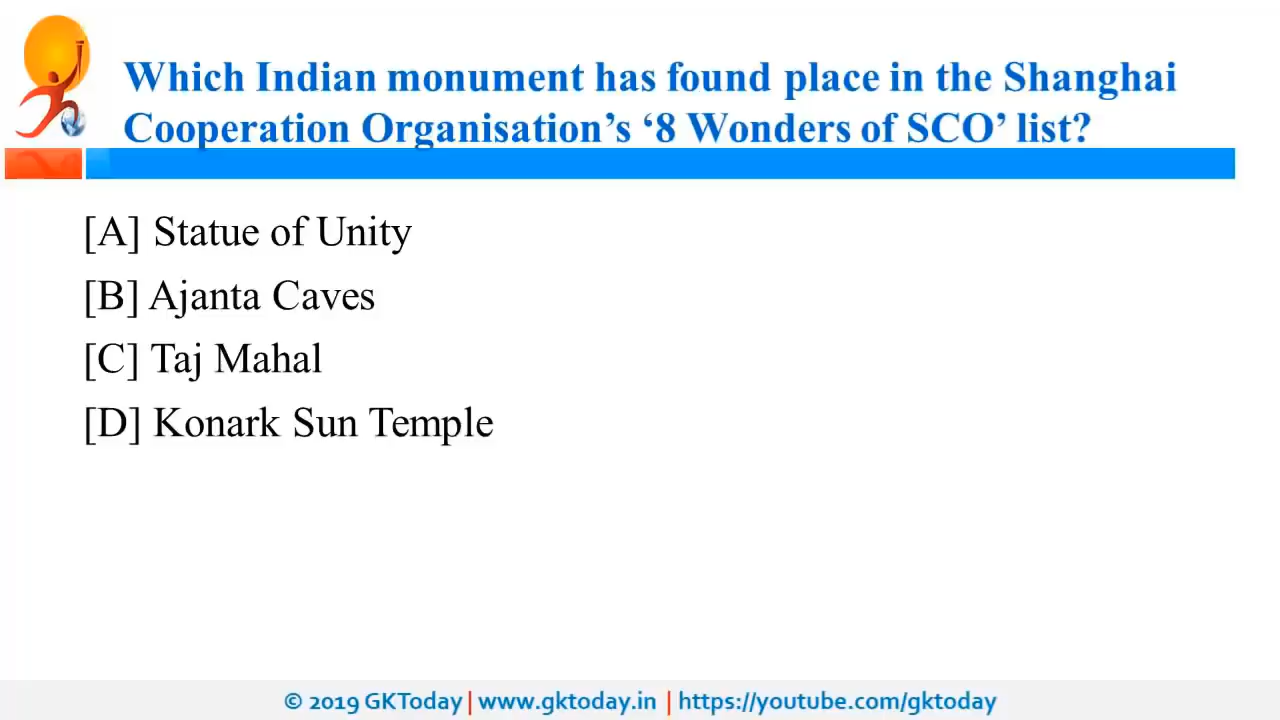 Which Indian monument has found place in the Shanghai
Cooperation Organisation’s ‘8 Wonders of SCO’ list?
[A] Statue of Unity
[B] Ajanta Caves
[C] Taj Mahal
[D] Konark Sun Temple
© 2019 GKToday | www.gktoday.in | https://youtube.com/gktoday